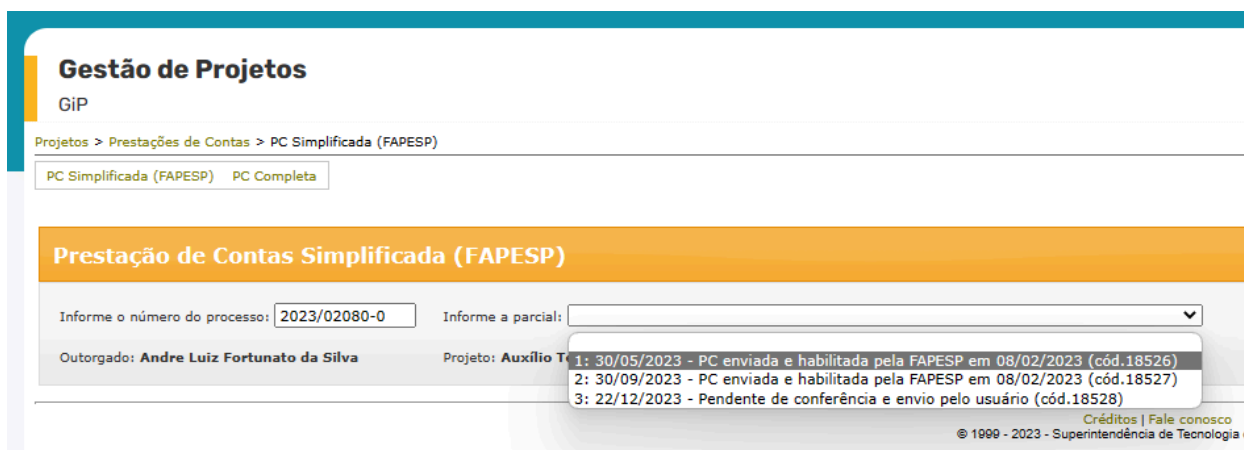 Gestão de Projetos
GiP
Projetos > Prestações de Contas > PC Simplificada (FAPESP)
PC Simplificada (FAPESP) PC Completa
Prestação de Contas Simplificada (FAPESP)
Informe o número do processo: 2023/02080-0 Informe a parcial:
Outorgado: Andre Luiz Fortunato da Silva Projeto: Auxílio
1: 30/05/2023 - PC enviada e habilitada pela FAPESP em 08/02/2023 (cód.18526)
2: 30/09/2023 - PC enviada e habilitada pela FAPESP em 08/02/2023 (cód.18527)
3: 22/12/2023 - Pendente de conferência e envio pelo usuário (cód.18528)
Créditos | Fale conosco
© 1999 - 2023 - Superintendência de Tecnologia